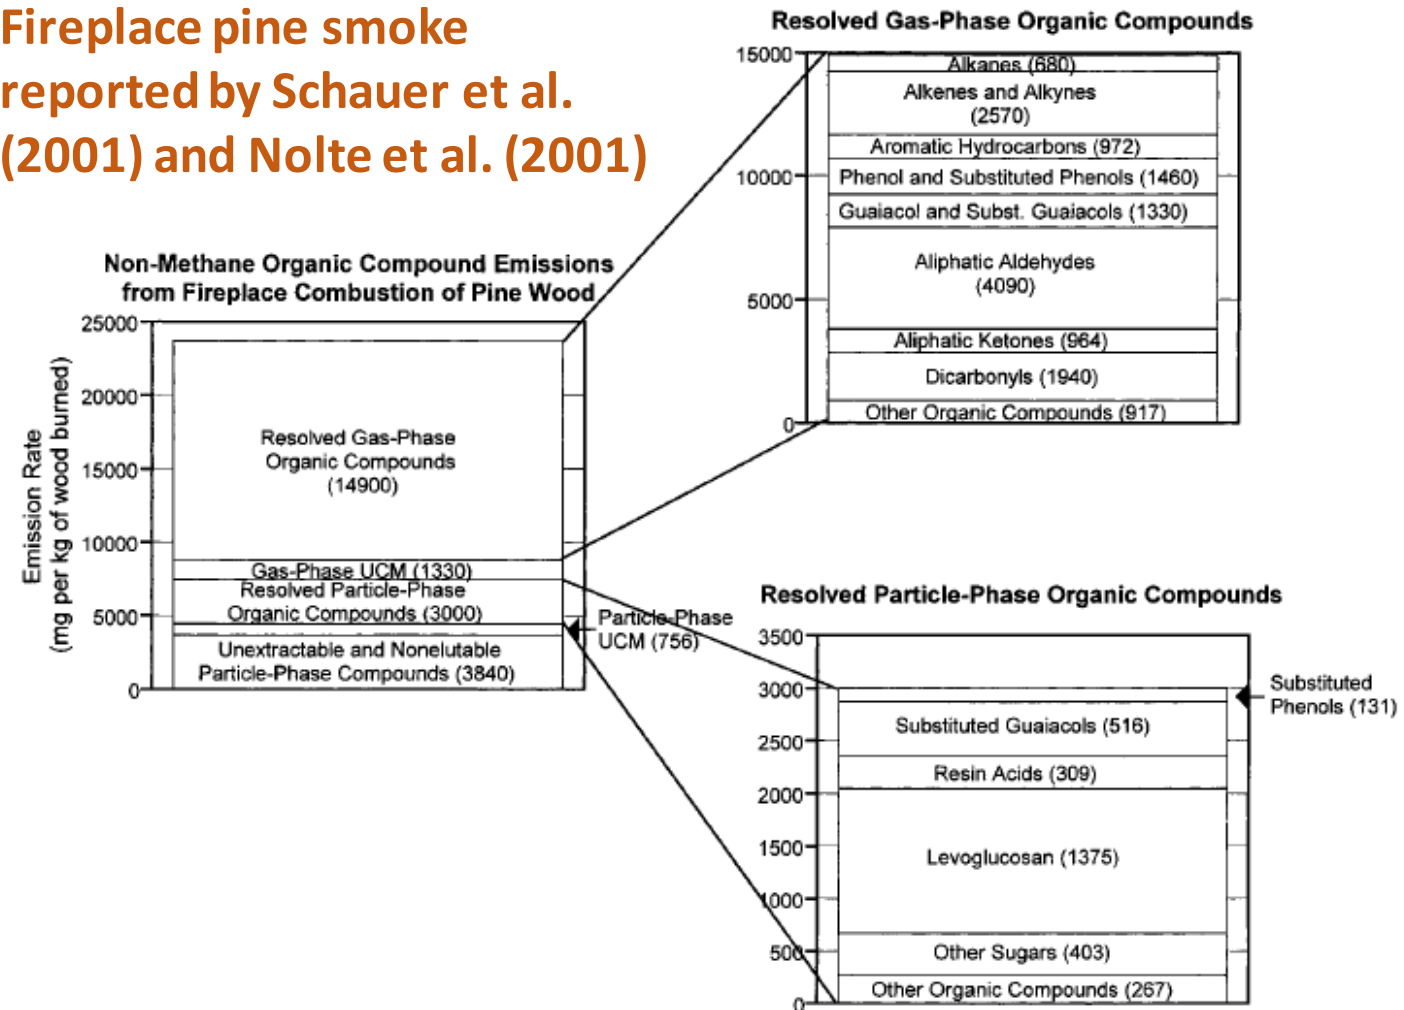 Fireplace pine smoke
reported by Schauer et al.
(2001) and Nolte et al. (2001)
Non-Methane Organic Compound Emissions
from Fireplace Combustion of Pine Wood
Emission Rate
(mg per kg of wood burned)
25000
20000
15000
10000
5000
0
Resolved Gas-Phase
Organic Compounds
(14900)
Gas-Phase UCM (1330)
Resolved Particle-Phase
Organic Compounds (3000)
Particle-Phase
UCM (756)
Unextractable and Nonelutable
Particle-Phase Compounds (3840)
Resolved Gas-Phase Organic Compounds
15000
10000
5000
0
Alkanes (680)
Alkenes and Alkynes
(2570)
Aromatic Hydrocarbons (972)
Phenol and Substituted Phenols (1460)
Guaiacol and Subst. Guaiacols (1330)
Aliphatic Aldehydes
(4090)
Aliphatic Ketones (964)
Dicarbonyls (1940)
Other Organic Compounds (917)
Resolved Particle-Phase Organic Compounds
3500
3000
2500
2000
1500
1000
500
0
Substituted
Phenols (131)
Substituted Guaiacols (516)
Resin Acids (309)
Levoglucosan (1375)
Other Sugars (403)
Other Organic Compounds (267)